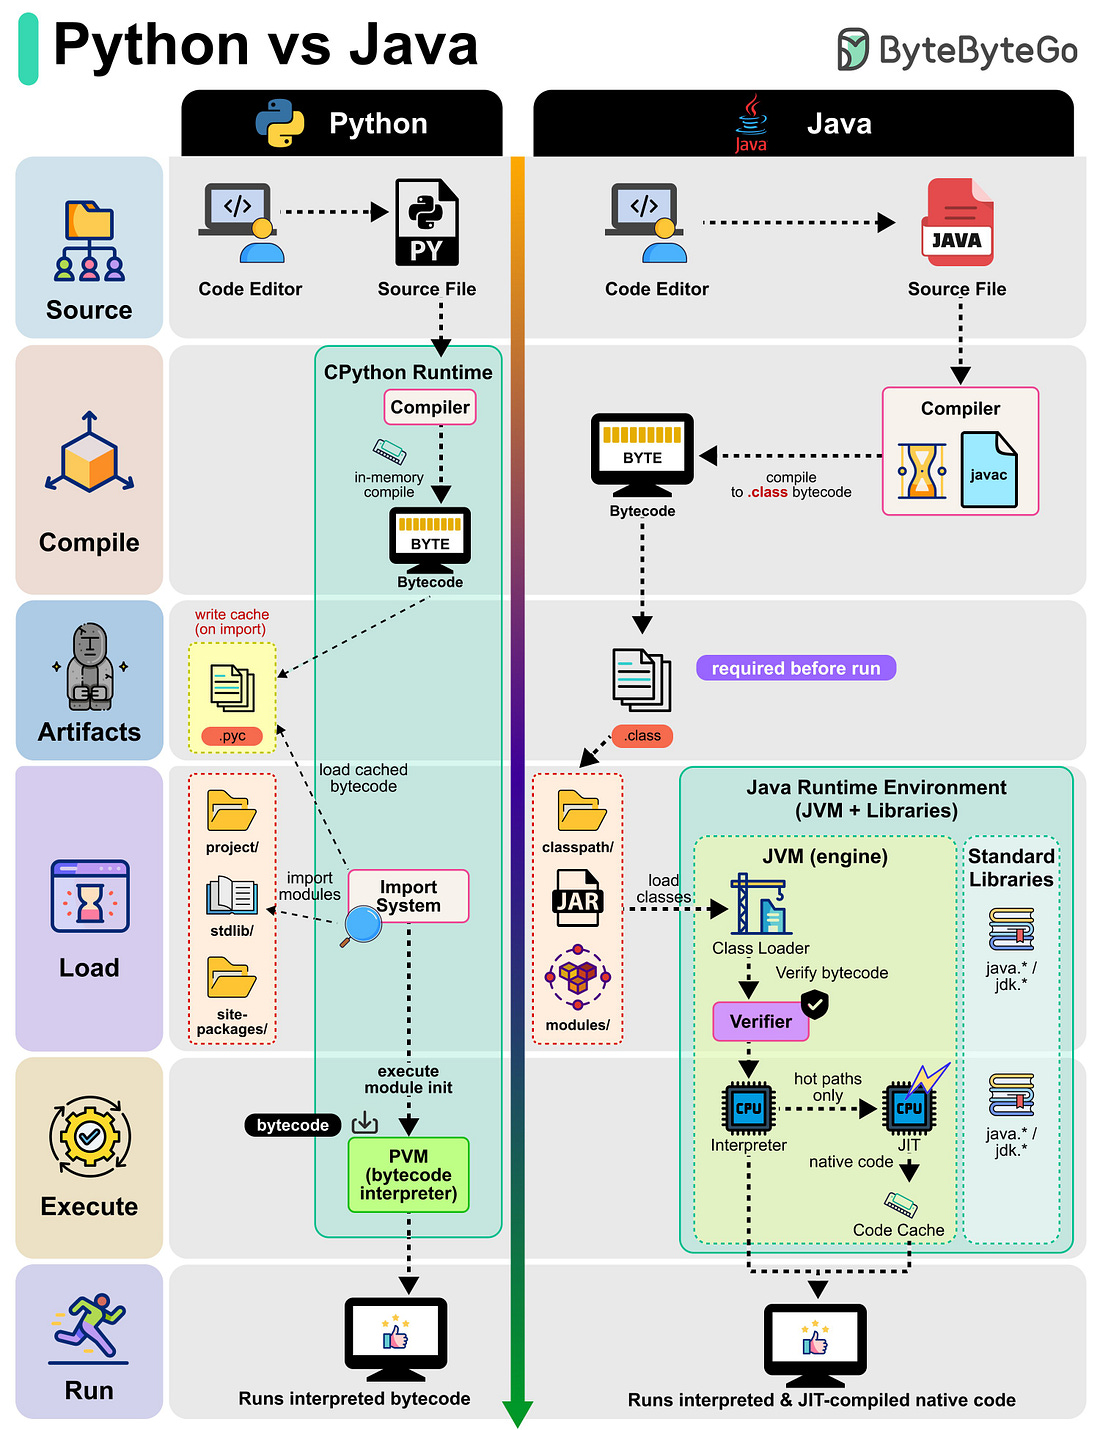 Python vs Java
ByteByteGo
Python
Java
Java
Source
</>
PY
Code Editor
Source File
</>
JAVA
Code Editor
Source File
Compile
CPython Runtime
Compiler
in-memory
compile
BYTE
Bytecode
Compiler
javac
compile
to .class bytecode
BYTE
Bytecode
Artifacts
write cache
(on import)
.pyc
required before run
.class
Load
load cached
bytecode
project/
import
modules
Import
System
stdlib/
site-
packages/
execute
module init
classpath/
JAR
modules/
load
classes
Java Runtime Environment
(JVM + Libraries)
JVM (engine)
Class Loader
Verify bytecode
Verifier
Standard
Libraries
java.* /
jdk.*
Execute
bytecode
PVM
(bytecode
interpreter)
CPU
Interpreter
hot paths
only
CPU
JIT
native code
Code Cache
java.* /
jdk.*
Run
Runs interpreted bytecode
Runs interpreted & JIT-compiled native code